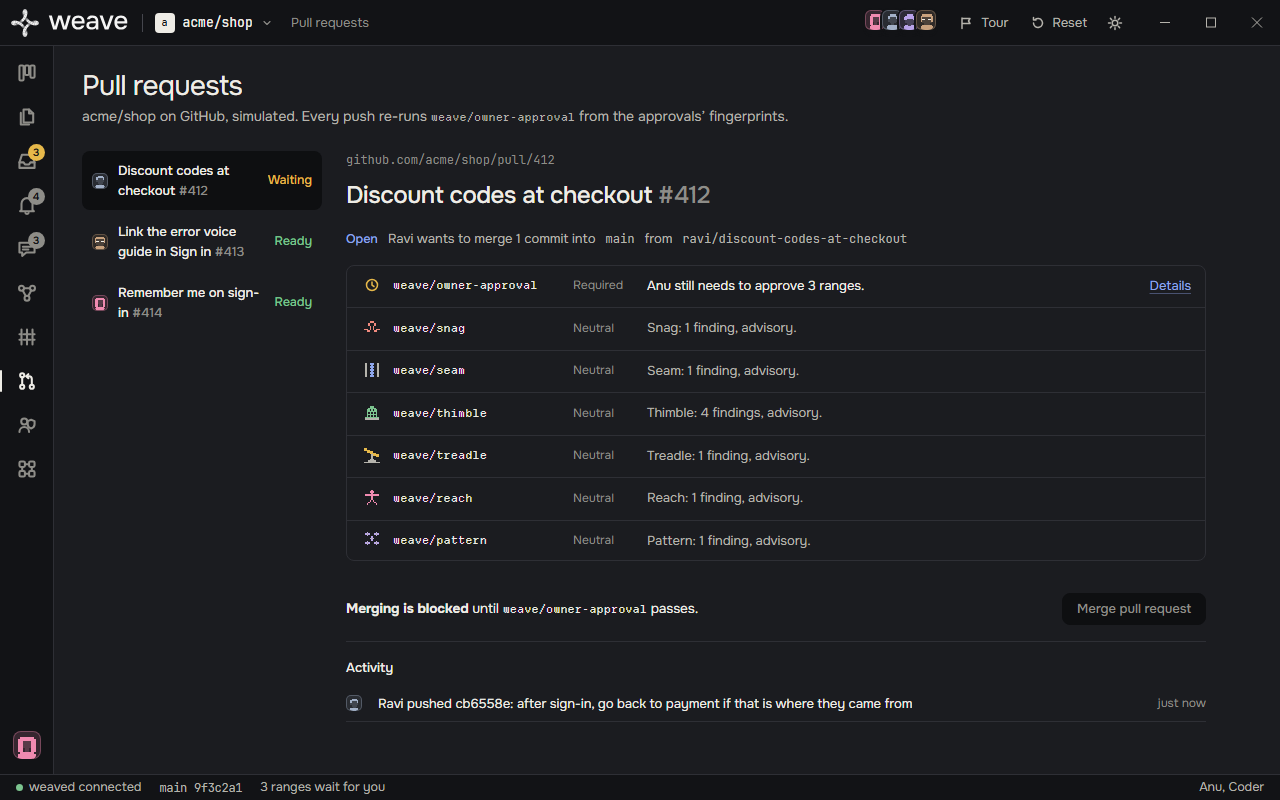 weave
a acme/shop
Pull requests
Tour
Reset
Pull requests
acme/shop on GitHub, simulated. Every push re-runs weave/owner-approval from the approvals’ fingerprints.
3
4
3
Discount codes at
checkout #412
Waiting
Link the error voice
guide in Sign in #413
Ready
Remember me on sign-
in #414
Ready
github.com/acme/shop/pull/412
Discount codes at checkout #412
Open Ravi wants to merge 1 commit into main from ravi/discount-codes-at-checkout
weave/owner-approval Required Anu still needs to approve 3 ranges. Details
weave/snag Neutral Snag: 1 finding, advisory.
weave/seam Neutral Seam: 1 finding, advisory.
weave/thimble Neutral Thimble: 4 findings, advisory.
weave/treadle Neutral Treadle: 1 finding, advisory.
weave/reach Neutral Reach: 1 finding, advisory.
weave/pattern Neutral Pattern: 1 finding, advisory.
Merging is blocked until weave/owner-approval passes.
Merge pull request
Activity
Ravi pushed cb6558e: after sign-in, go back to payment if that is where they came from just now
weaved connected main 9f3c2a1 3 ranges wait for you Anu, Coder